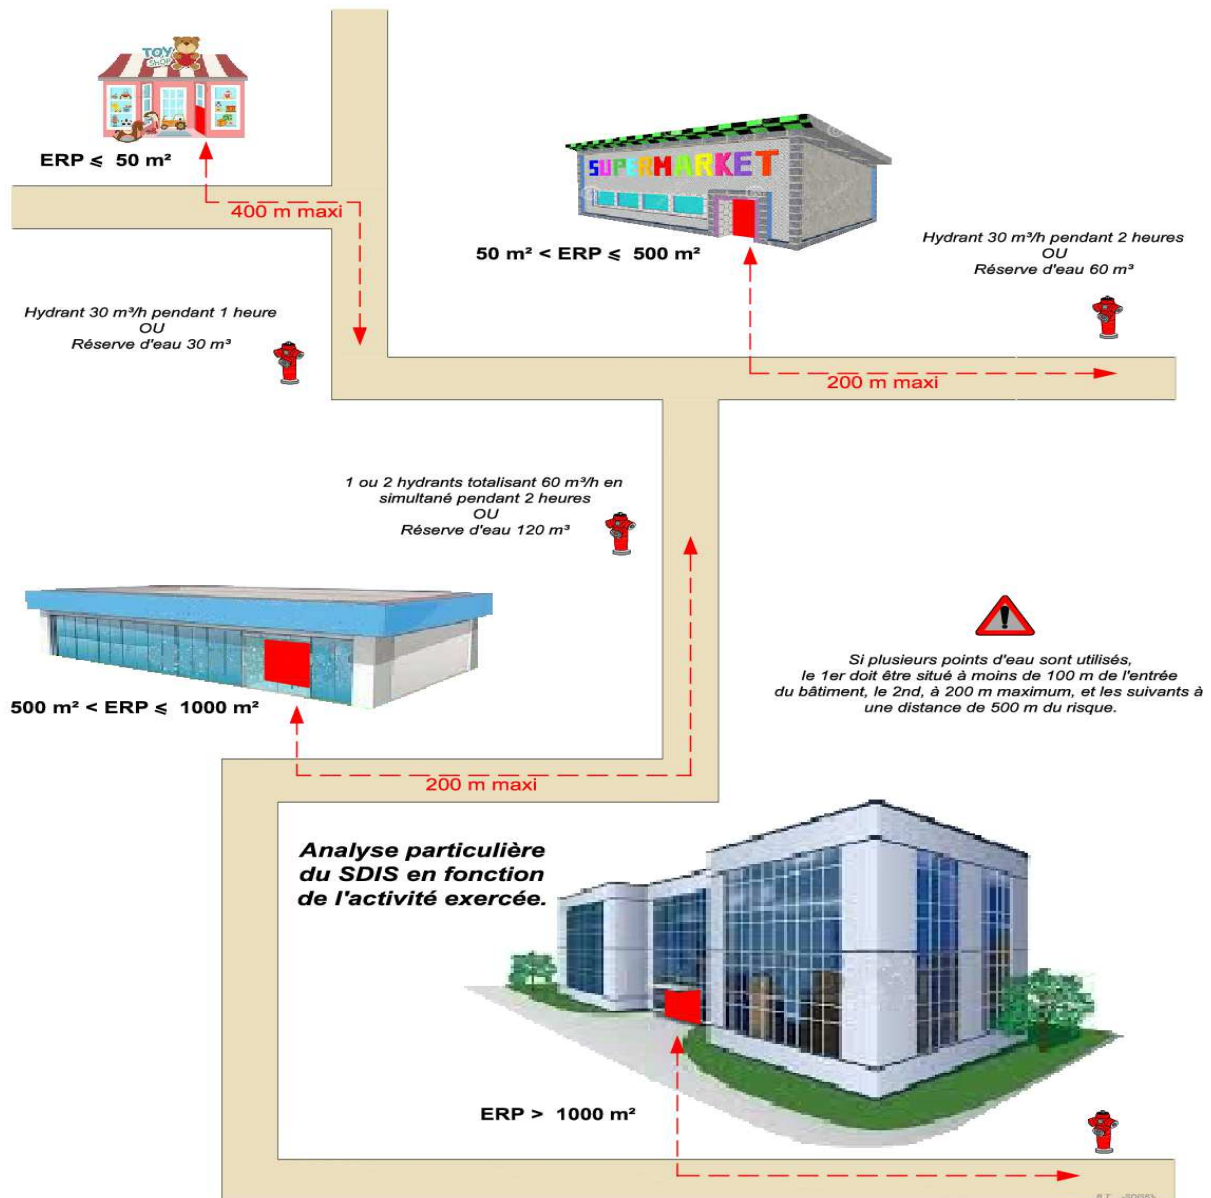 TOY
SHOP
ERP ⩽ 50 m²
400 m maxi
SUPERMARKET
50 m² < ERP ⩽ 500 m²
Hydrant 30 m³/h pendant 2 heures
OU
Réserve d'eau 60 m³
Hydrant 30 m³/h pendant 1 heure
OU
Réserve d'eau 30 m³
200 m maxi
1 ou 2 hydrants totalisant 60 m³/h en
simultané pendant 2 heures
OU
Réserve d'eau 120 m³
Si plusieurs points d'eau sont utilisés,
le 1er doit être situé à moins de 100 m de l'entrée
du bâtiment, le 2nd, à 200 m maximum, et les suivants à
une distance de 500 m du risque.
500 m² < ERP ⩽ 1000 m²
200 m maxi
Analyse particulière
du SDIS en fonction
de l'activité exercée.
ERP > 1000 m²